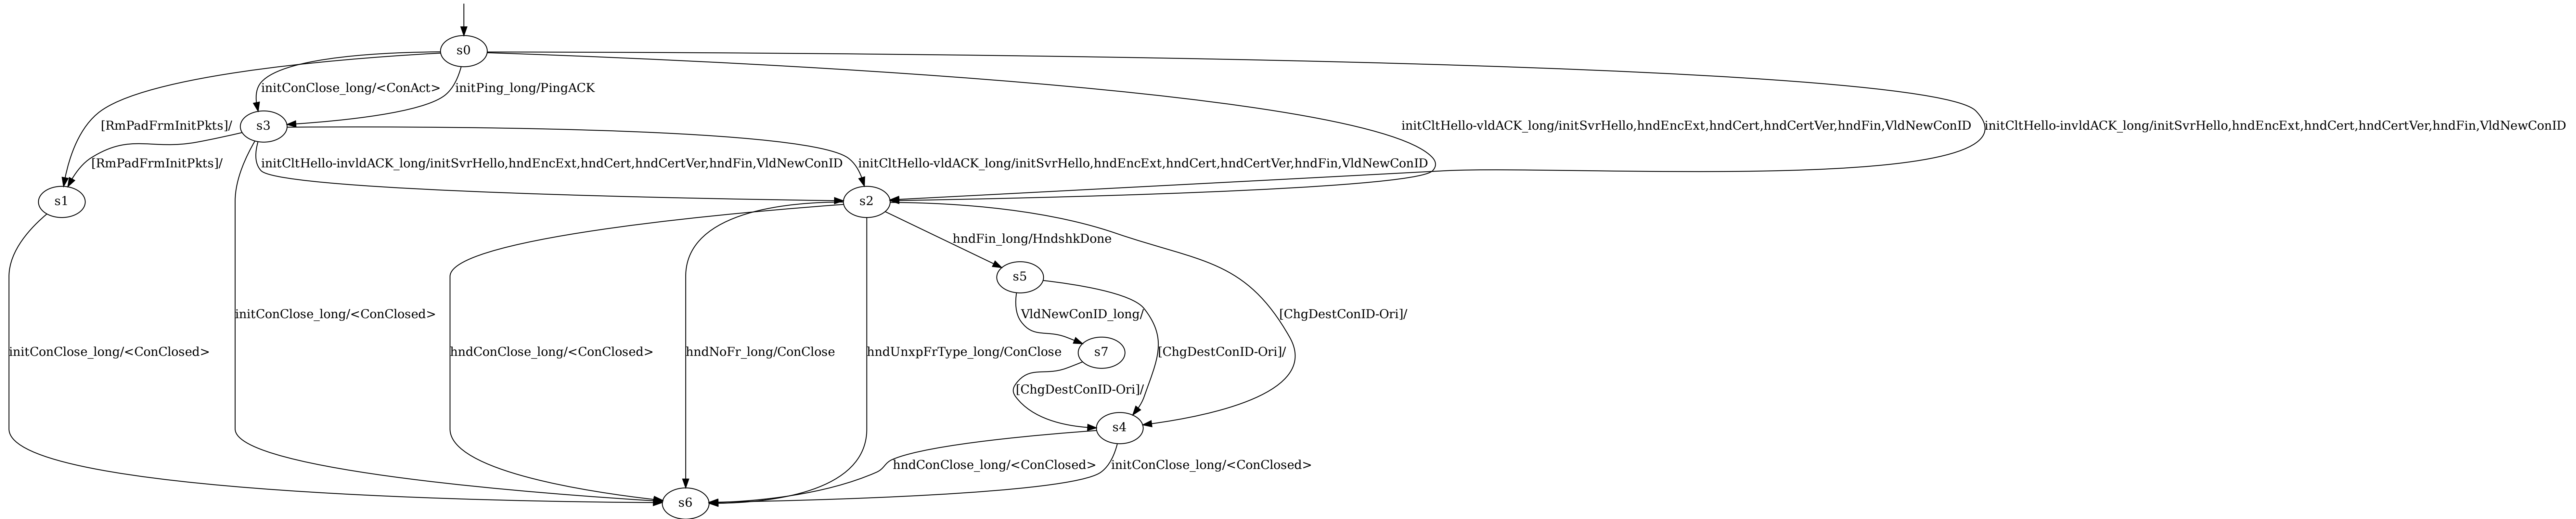 s0
initConClose_long/<ConAct>
initPing_long/PingACK
[RmPadFrmInitPkts]/
s3
initCltHello-vldACK_long/initSvrHello,hndEncExt,hndCert,hndCertVer,hndFin,VldNewConID
initCltHello-invldACK_long/initSvrHello,hndEncExt,hndCert,hndCertVer,hndFin,VldNewConID
[RmPadFrmInitPkts]/
initCltHello-invldACK_long/initSvrHello,hndEncExt,hndCert,hndCertVer,hndFin,VldNewConID
initCltHello-vldACK_long/initSvrHello,hndEncExt,hndCert,hndCertVer,hndFin,VldNewConID
s1
s2
hndFin_long/HndshkDone
s5
initConClose_long/<ConClosed>
VldNewConID_long/
[ChgDestConID-Ori]/
initConClose_long/<ConClosed>
hndConClose_long/<ConClosed>
hndNoFr_long/ConClose
hndUnxpFrType_long/ConClose
s7
[ChgDestConID-Ori]/
[ChgDestConID-Ori]/
s4
hndConClose_long/<ConClosed>
initConClose_long/<ConClosed>
s6